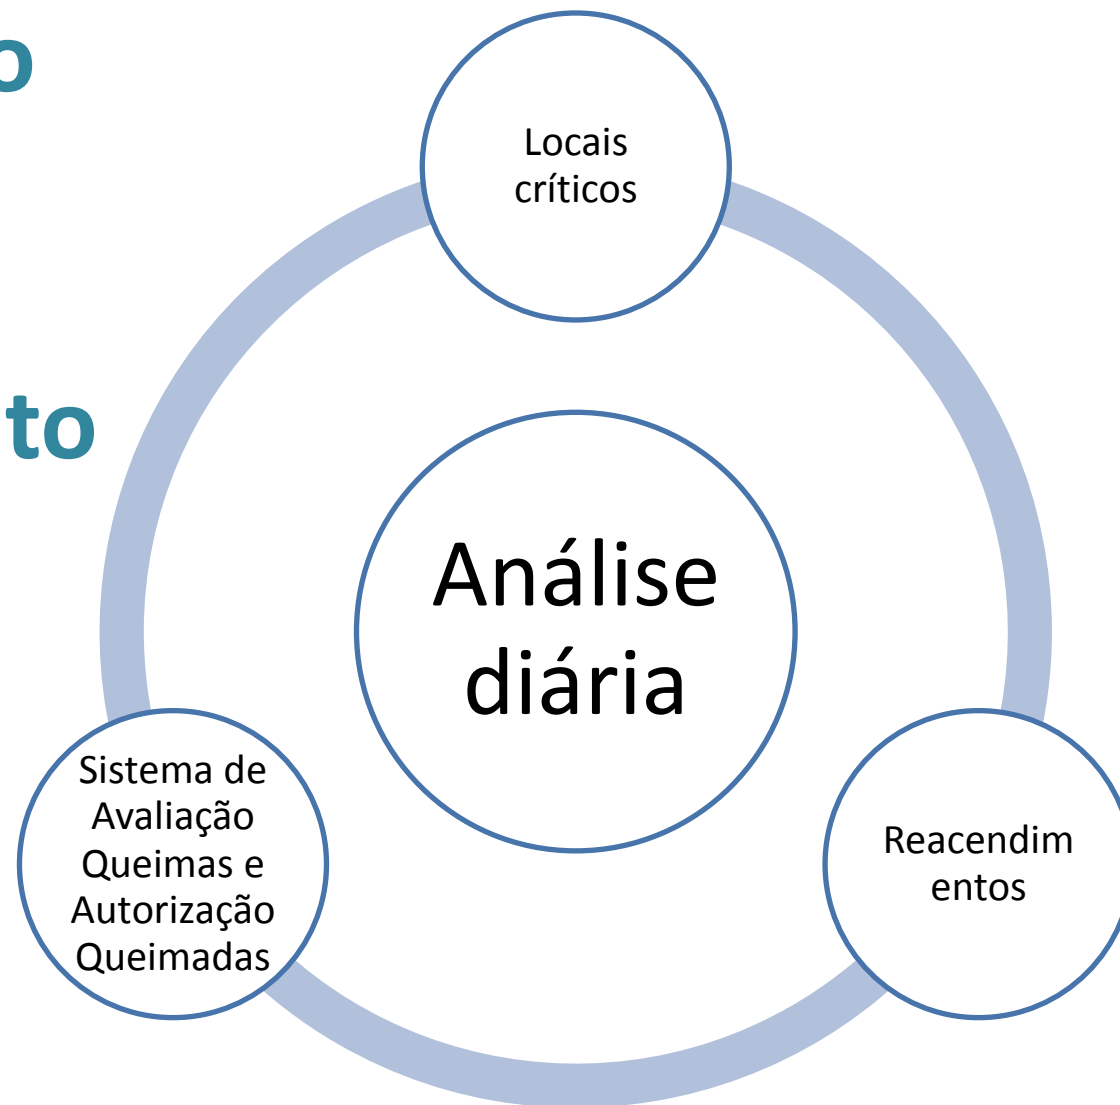 o
to
Locais
críticos
Análise
diária
Sistema de
Avaliação
Queimas e
Autorização
Queimadas
Reacendim
entos